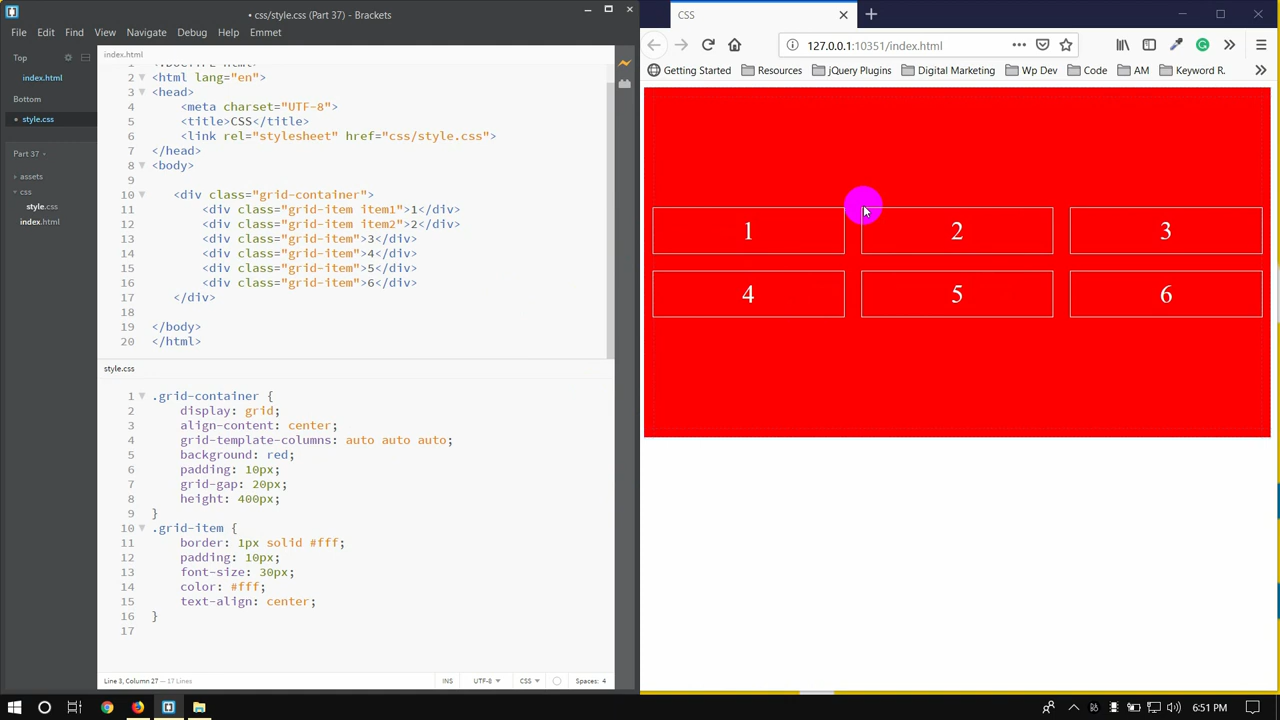 • css/style.css (Part 37) - Brackets
File Edit Find View Navigate Debug Help Emmet
Top
index.html
Bottom
• style.css
Part 37
assets
css
style.css
index.html
index.html
2 <html lang="en">
3 <head>
4 <meta charset="UTF-8">
5 <title>CSS</title>
6 <link rel="stylesheet" href="css/style.css">
7 </head>
8 <body>
9
10 <div class="grid-container">
11 <div class="grid-item item1">1</div>
12 <div class="grid-item item2">2</div>
13 <div class="grid-item">3</div>
14 <div class="grid-item">4</div>
15 <div class="grid-item">5</div>
16 <div class="grid-item">6</div>
17 </div>
18
19 </body>
20 </html>
style.css
1 .grid-container {
2 display: grid;
3 align-content: center;
4 grid-template-columns: auto auto auto;
5 background: red;
6 padding: 10px;
7 grid-gap: 20px;
8 height: 400px;
9 }
10 .grid-item {
11 border: 1px solid #fff;
12 padding: 10px;
13 font-size: 30px;
14 color: #fff;
15 text-align: center;
16 }
17
Line 3, Column 27 — 17 Lines
INS UTF-8 CSS Spaces: 4
CSS
127.0.0.1:10351/index.html
Getting Started Resources jQuery Plugins Digital Marketing Wp Dev Code AM Keyword R.
1 2 3
4 5 6
6:51 PM